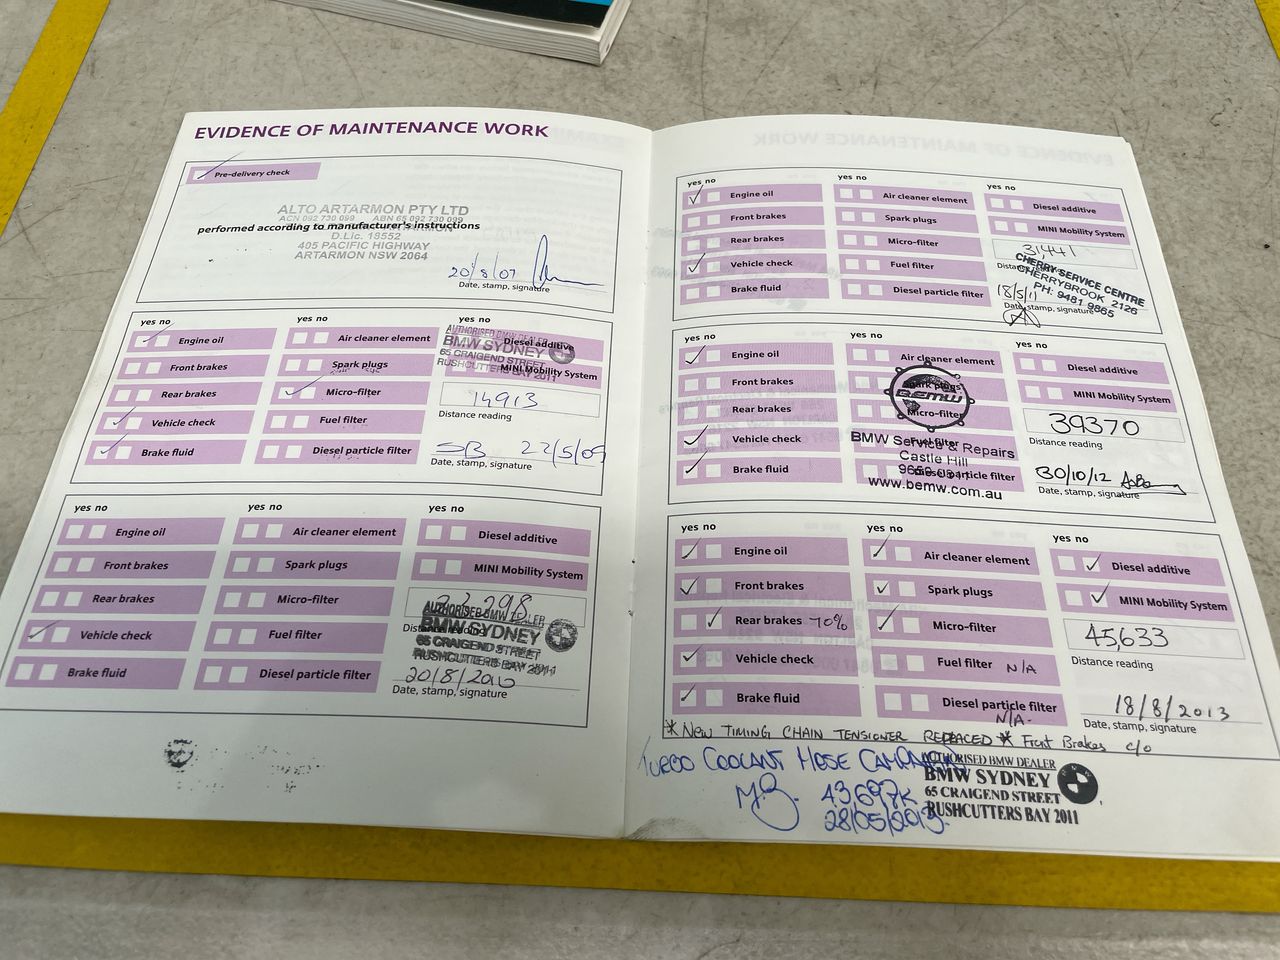 EVIDENCE OF MAINTENANCE WORK
Pre-delivery check
ALTO ARTARMON PTY LTD
ACN 092 730 099 ABN 65 092 730 099
performed according to manufacturer's instructions
D.Lic. 18552
405 PACIFIC HIGHWAY
ARTARMON NSW 2064
20/8/07
Date, stamp, signature
yes no
yes no
yes no
Engine oil
Air cleaner element
Diesel additive
Front brakes
Spark plugs
MINI Mobility System
Rear brakes
Micro-filter
14913
Distance reading
Vehicle check
Fuel filter
Brake fluid
Diesel particle filter
SB 22/5/09
Date, stamp, signature
AUTHORISED BMW DEALER
BMW SYDNEY
65 CRAIGEND STREET
RUSHCUTTERS BAY 2011
yes no
yes no
yes no
Engine oil
Air cleaner element
Diesel additive
Front brakes
Spark plugs
MINI Mobility System
Rear brakes
Micro-filter
Vehicle check
Fuel filter
Brake fluid
Diesel particle filter
AUTHORISED BMW DEALER
BMW SYDNEY
65 CRAIGEND STREET
RUSHCUTTERS BAY 2011
20/8/2010
Date, stamp, signature
yes no
yes no
yes no
Engine oil
Air cleaner element
Diesel additive
Front brakes
Spark plugs
MINI Mobility System
Rear brakes
Micro-filter
31,441
Vehicle check
Fuel filter
Brake fluid
Diesel particle filter
CHERRY SERVICE CENTRE
CHERRYBROOK 2126
PH: 9481 9865
18/5/11
Date, stamp, signature
yes no
yes no
yes no
Engine oil
Air cleaner element
Diesel additive
Front brakes
Spark plugs
MINI Mobility System
Rear brakes
Micro-filter
39370
Distance reading
Vehicle check
Fuel filter
Brake fluid
Diesel particle filter
BEMW
BMW Service & Repairs
Castle Hill
www.bemw.com.au
30/10/12
Date, stamp, signature
yes no
yes no
yes no
Engine oil
Air cleaner element
Diesel additive
Front brakes
Spark plugs
MINI Mobility System
Rear brakes 70%
Micro-filter
45,633
Distance reading
Vehicle check
Fuel filter N/A
Brake fluid
Diesel particle filter
N/A
18/8/2013
Date, stamp, signature
* NEW TIMING CHAIN TENSIONER REPLACED * Front Brakes c/o
TURBO COOLANT HOSE CAMPAIGN
43,697K
28/05/2013
AUTHORISED BMW DEALER
BMW SYDNEY
65 CRAIGEND STREET
RUSHCUTTERS BAY 2011